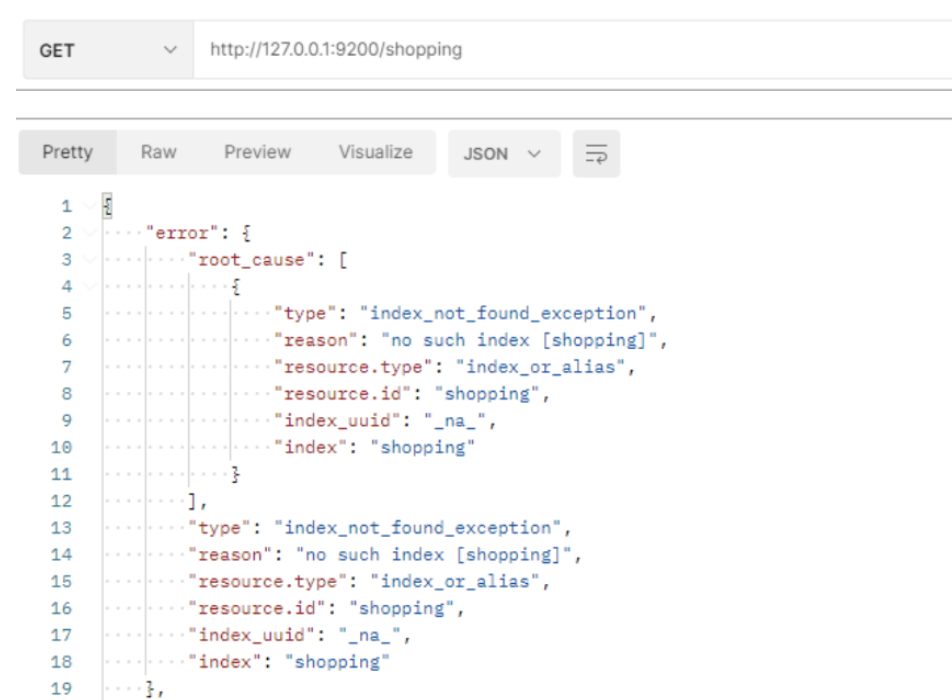 GET http://127.0.0.1:9200/shopping
Pretty Raw Preview Visualize JSON
1 {
2 "error": {
3 "root_cause": [
4 {
5 "type": "index_not_found_exception",
6 "reason": "no such index [shopping]",
7 "resource.type": "index_or_alias",
8 "resource.id": "shopping",
9 "index_uuid": "_na_",
10 "index": "shopping"
11 }
12 ],
13 "type": "index_not_found_exception",
14 "reason": "no such index [shopping]",
15 "resource.type": "index_or_alias",
16 "resource.id": "shopping",
17 "index_uuid": "_na_",
18 "index": "shopping"
19 },